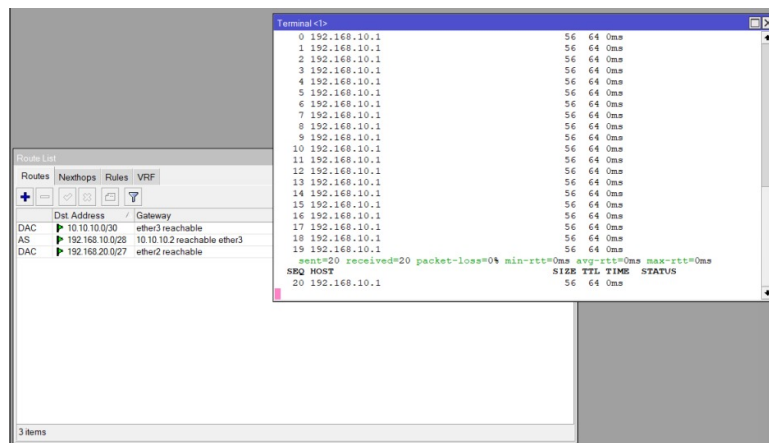 Terminal <1>
0 192.168.10.1 56 64 0ms
1 192.168.10.1 56 64 0ms
2 192.168.10.1 56 64 0ms
3 192.168.10.1 56 64 0ms
4 192.168.10.1 56 64 0ms
5 192.168.10.1 56 64 0ms
6 192.168.10.1 56 64 0ms
7 192.168.10.1 56 64 0ms
8 192.168.10.1 56 64 0ms
9 192.168.10.1 56 64 0ms
10 192.168.10.1 56 64 0ms
11 192.168.10.1 56 64 0ms
12 192.168.10.1 56 64 0ms
13 192.168.10.1 56 64 0ms
14 192.168.10.1 56 64 0ms
15 192.168.10.1 56 64 0ms
16 192.168.10.1 56 64 0ms
17 192.168.10.1 56 64 0ms
18 192.168.10.1 56 64 0ms
19 192.168.10.1 56 64 0ms
sent=20 received=20 packet-loss=0% min-rtt=0ms avg-rtt=0ms max-rtt=0ms
SEQ HOST SIZE TTL TIME STATUS
20 192.168.10.1 56 64 0ms
Route List
Routes Nexthops Rules VRF
Dst. Address / Gateway
DAC 10.10.10.0/30 ether3 reachable
AS 192.168.10.0/28 10.10.10.2 reachable ether3
DAC 192.168.20.0/27 ether2 reachable
3 items